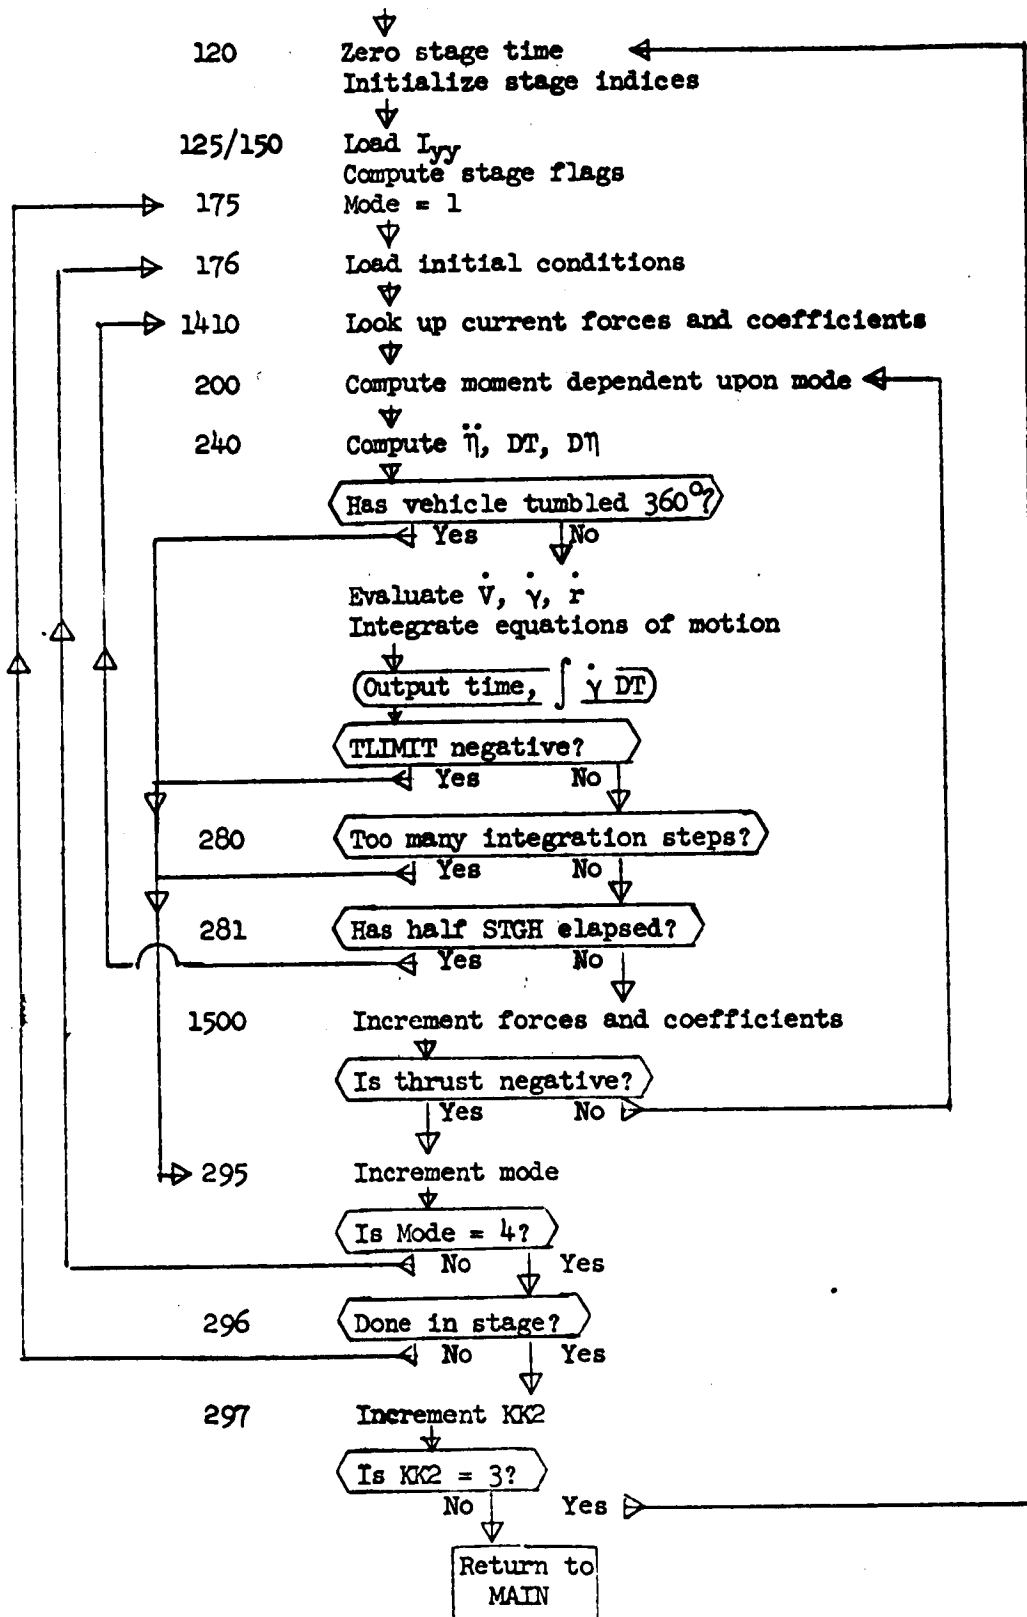 120 Zero stage time
Initialize stage indices
125/150 Load Iyy
Compute stage flags
175 Mode = 1
176 Load initial conditions
1410 Look up current forces and coefficients
200 Compute moment dependent upon mode
240 Compute η̈, DT, Dη
Has vehicle tumbled 360°?
Yes No
Evaluate V̇, γ̇, ṙ
Integrate equations of motion
Output time, ∫ γ̇ DT
TLIMIT negative?
Yes No
280 Too many integration steps?
Yes No
281 Has half STGH elapsed?
Yes No
1500 Increment forces and coefficients
Is thrust negative?
Yes No
295 Increment mode
Is Mode = 4?
No Yes
296 Done in stage?
No Yes
297 Increment KK2
Is KK2 = 3?
No Yes
Return to
MAIN